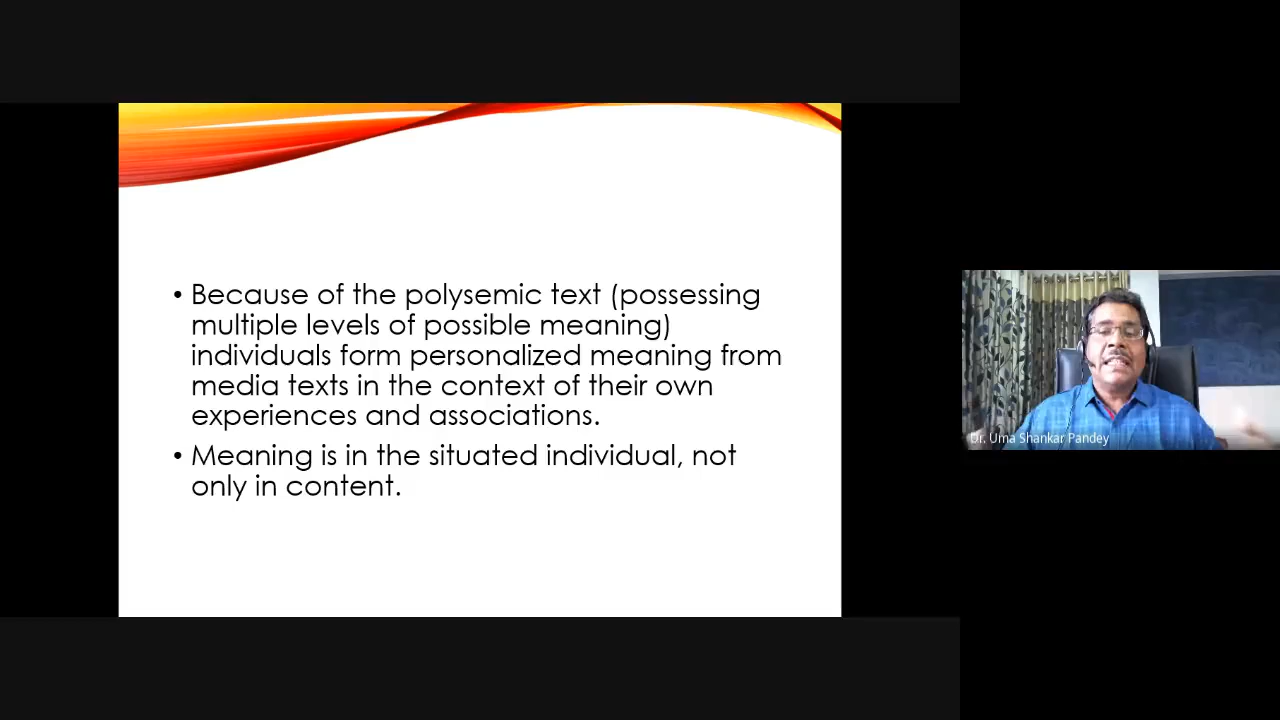 • Because of the polysemic text (possessing
multiple levels of possible meaning)
individuals form personalized meaning from
media texts in the context of their own
experiences and associations.
• Meaning is in the situated individual, not
only in content.
Dr. Uma Shankar Pandey